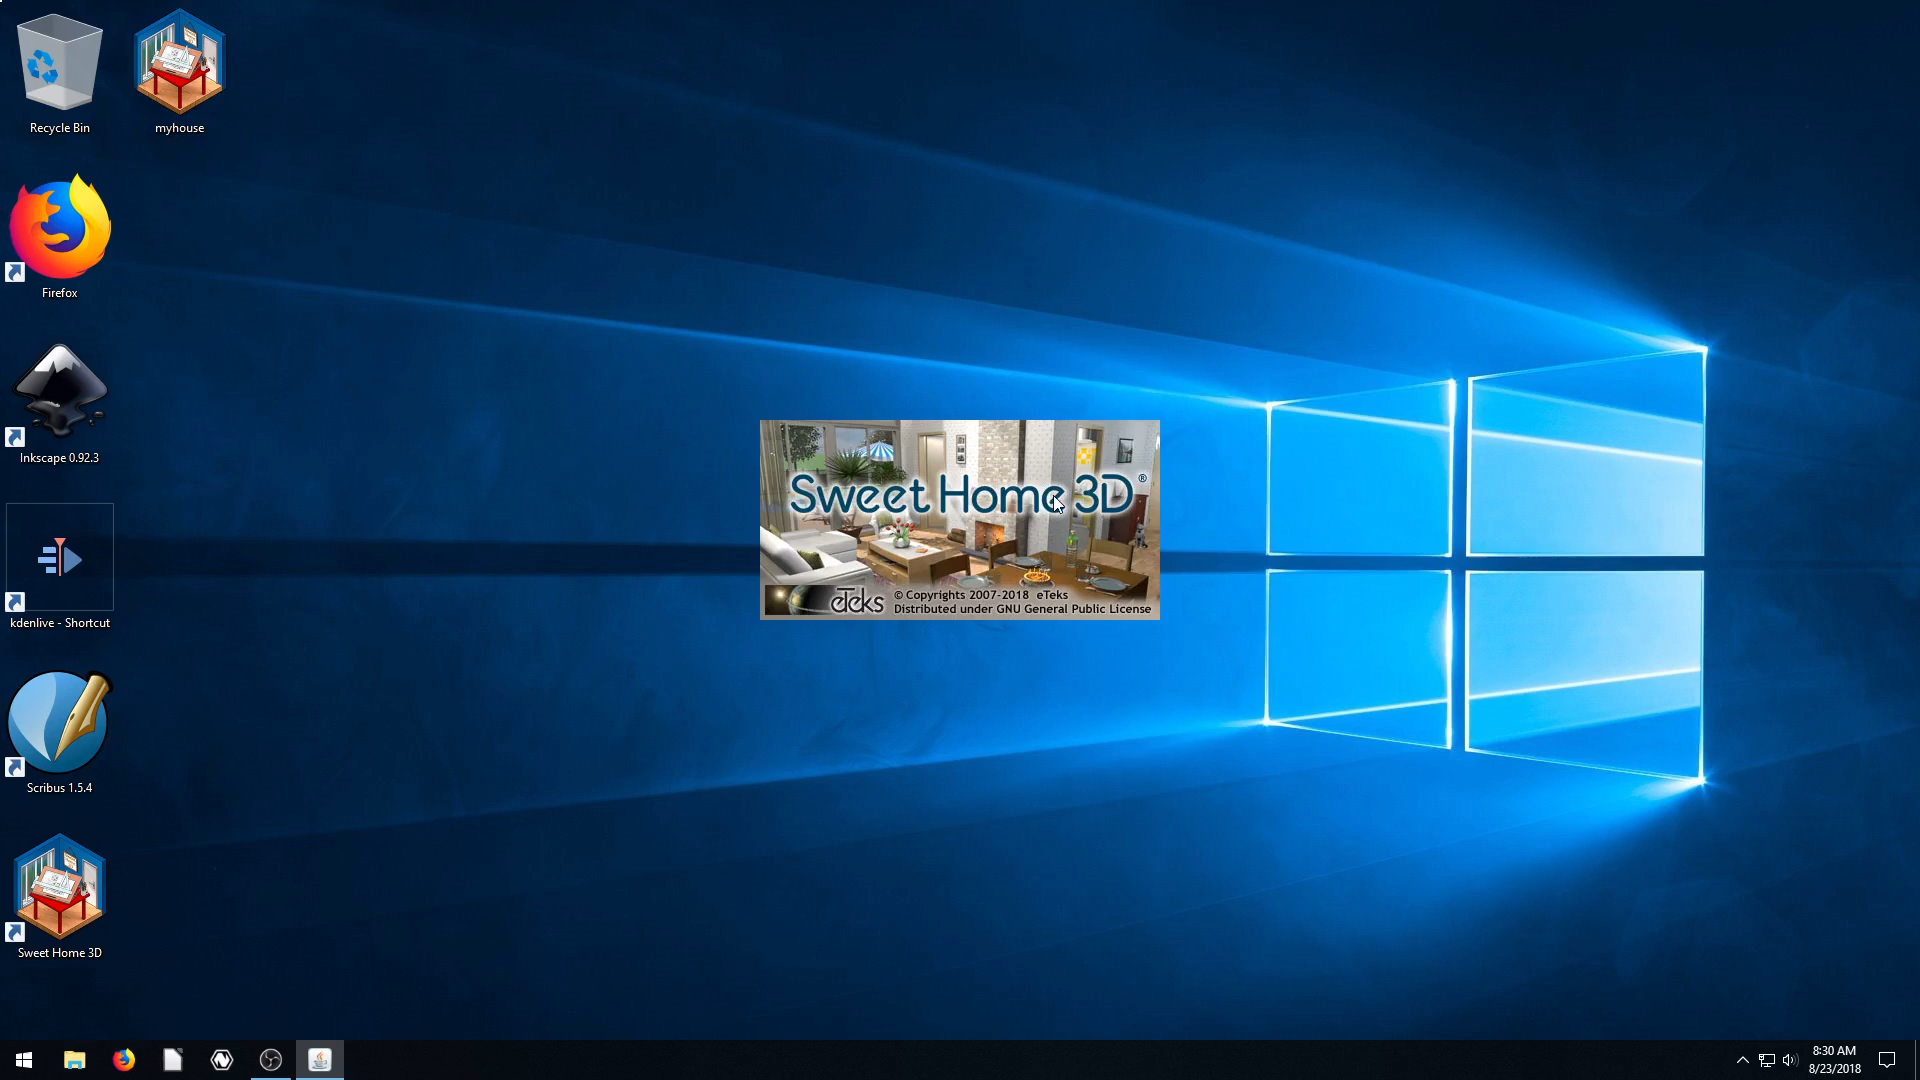 Recycle Bin
myhouse
Firefox
Inkscape 0.92.3
kdenlive - Shortcut
Scribus 1.5.4
Sweet Home 3D
Sweet Home 3D ®
eTeks
© Copyrights 2007-2018 eTeks
Distributed under GNU General Public License
8:30 AM
8/23/2018